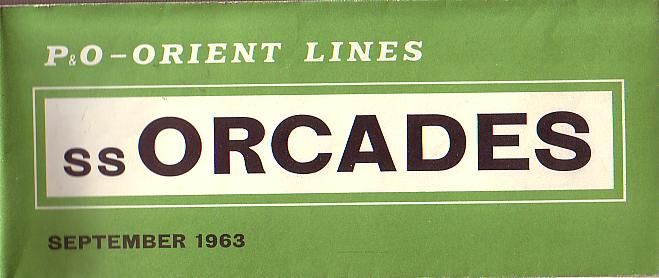 P&O-ORIENT LINES
SS ORCADES
SEPTEMBER 1963